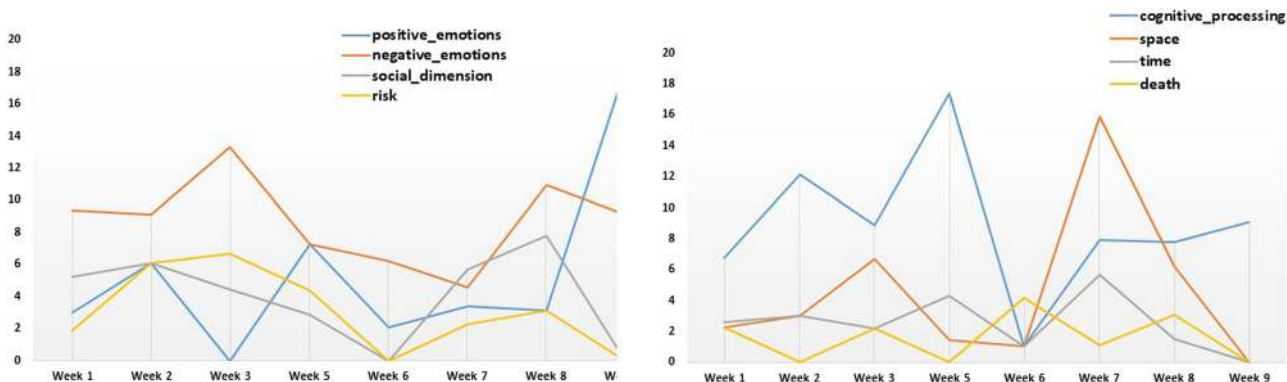 positive_emotions
negative_emotions
social_dimension
risk
20
18
16
14
12
10
8
6
4
2
0
Week 1 Week 2 Week 3 Week 5 Week 6 Week 7 Week 8 W
cognitive_processing
space
time
death
20
18
16
14
12
10
8
6
4
2
0
Week 1 Week 2 Week 3 Week 5 Week 6 Week 7 Week 8 Week 9